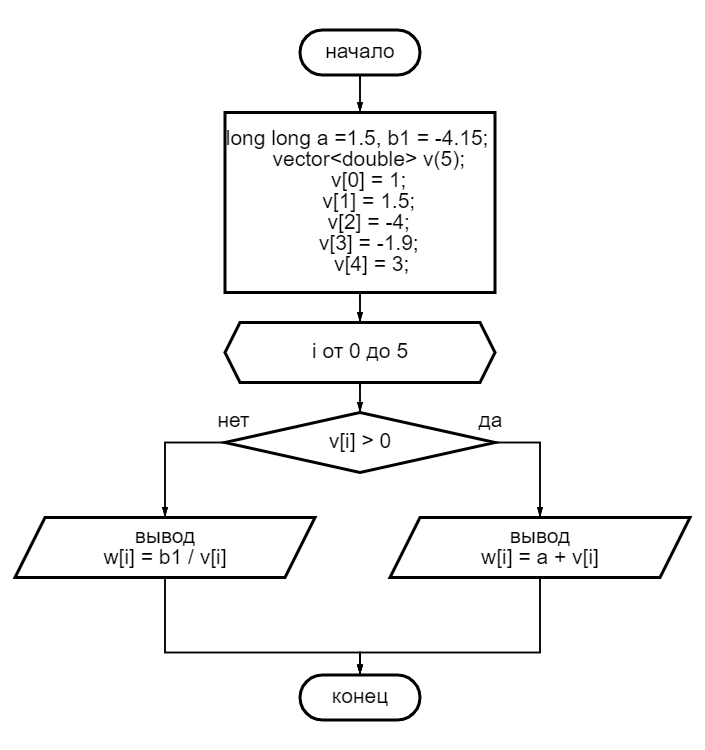 начало
long long a =1.5, b1 = -4.15;
vector<double> v(5);
v[0] = 1;
v[1] = 1.5;
v[2] = -4;
v[3] = -1.9;
v[4] = 3;
i от 0 до 5
нет
да
v[i] > 0
вывод
w[i] = b1 / v[i]
вывод
w[i] = a + v[i]
конец